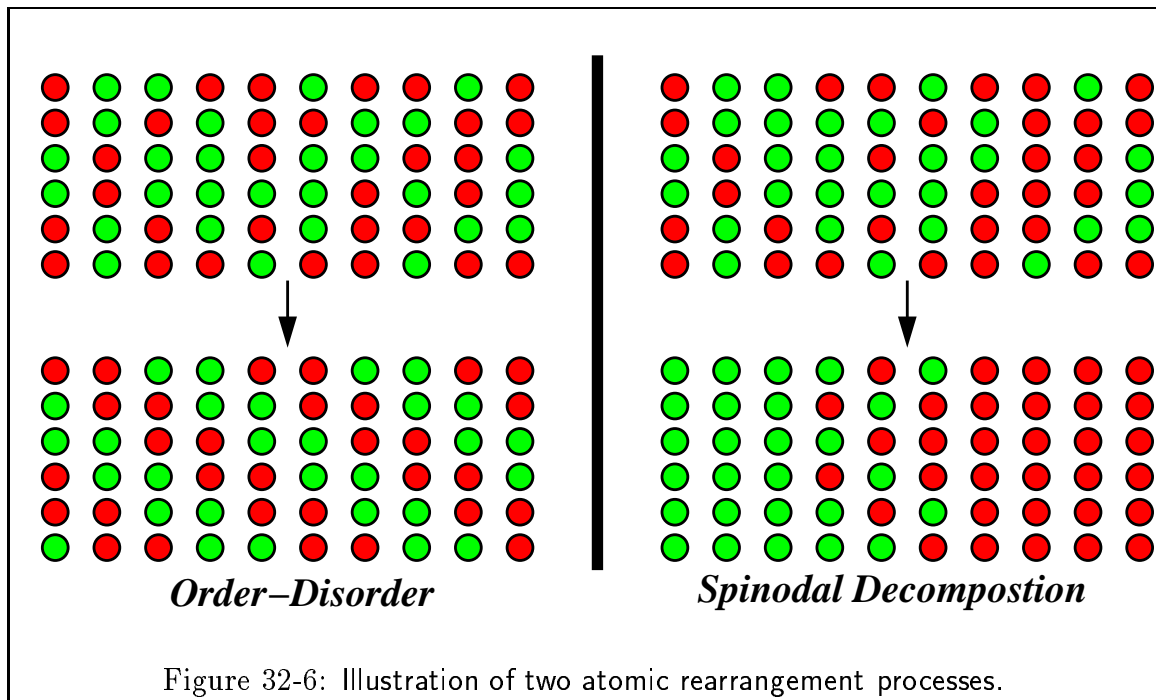 Order–Disorder
Spinodal Decompostion
Figure 32-6: Illustration of two atomic rearrangement processes.